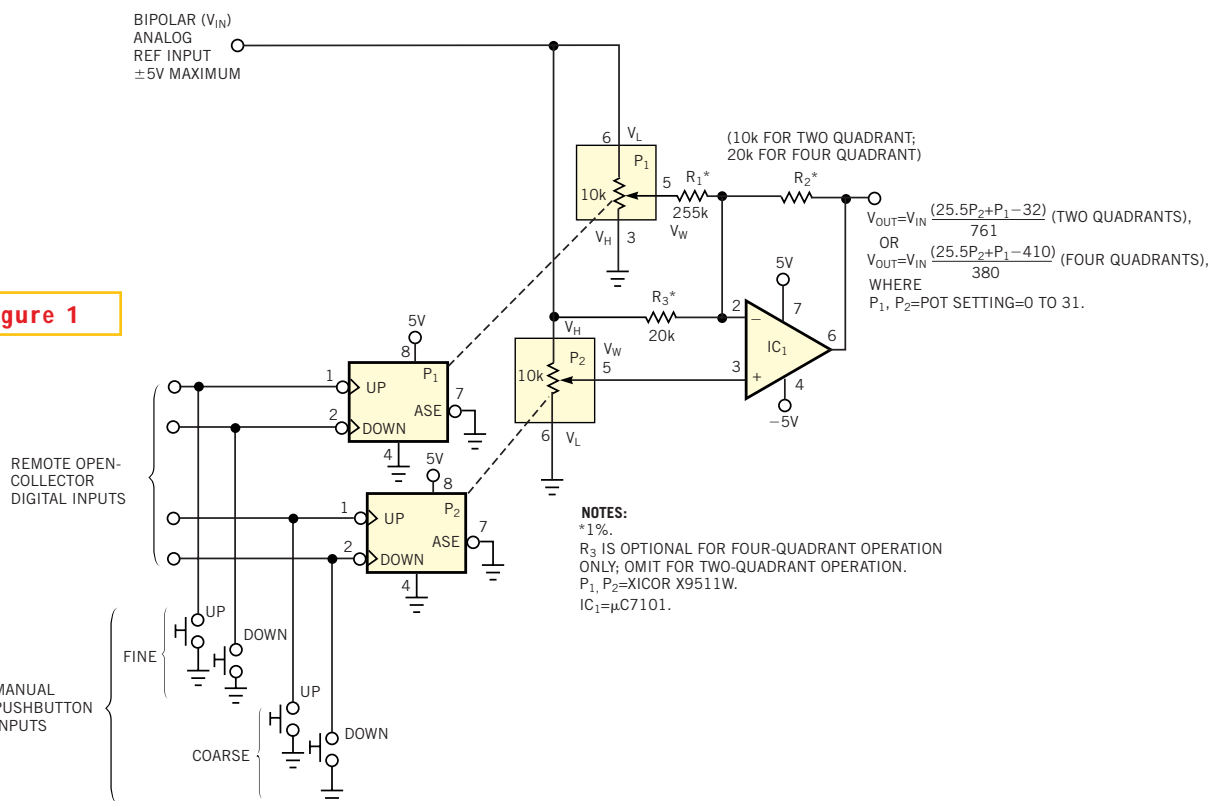 BIPOLAR (VIN)
ANALOG
REF INPUT
±5V MAXIMUM
6
VL
P1
10k
5
VH
3
R1*
255k
VW
(10k FOR TWO QUADRANT;
20k FOR FOUR QUADRANT)
R2*
VOUT=VIN (25.5P2+P1−32)/761 (TWO QUADRANTS),
OR
VOUT=VIN (25.5P2+P1−410)/380 (FOUR QUADRANTS),
WHERE
P1, P2=POT SETTING=0 TO 31.
gure 1
R3*
20k
VH
P2
VW
10k
5
6
VL
5V
7
2
−
IC1
6
3
+
4
−5V
5V
8
P1
1
UP
7
ASE
2
DOWN
4
5V
8
P2
1
UP
7
ASE
2
DOWN
4
REMOTE OPEN-
COLLECTOR
DIGITAL INPUTS
NOTES:
*1%.
R3 IS OPTIONAL FOR FOUR-QUADRANT OPERATION
ONLY; OMIT FOR TWO-QUADRANT OPERATION.
P1, P2=XICOR X9511W.
IC1=µC7101.
UP
DOWN
FINE
MANUAL
PUSHBUTTON
INPUTS
UP
DOWN
COARSE